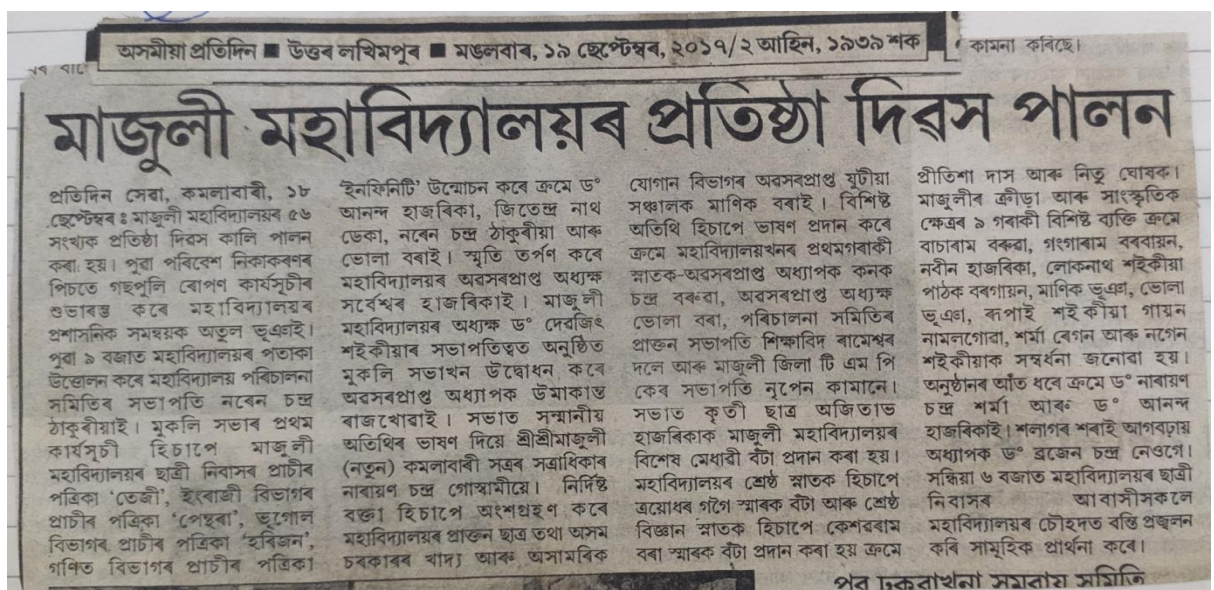 অসমীয়া প্ৰতিদিন ■ উত্তৰ লখিমপুৰ ■ মঙলবাৰ, ১৯ ছেপ্টেম্বৰ, ২০১৭/২ আহিন, ১৯৩৯ শক
কামনা কৰিছে।
মাজুলী মহাবিদ্যালয়ৰ প্ৰতিষ্ঠা দিৱস পালন
প্ৰতিদিন সেৱা, কমলাবাৰী, ১৮
ছেপ্টেম্বৰ : মাজুলী মহাবিদ্যালয়ৰ ৫৬
সংখ্যক প্ৰতিষ্ঠা দিৱস কালি পালন
কৰা হয়। পুৱা পৰিৱেশ নিকাকৰণৰ
পিচতে গছপুলি ৰোপণ কাৰ্যসূচীৰ
শুভাৰম্ভ কৰে মহাবিদ্যালয়ৰ
প্ৰশাসনিক সমন্বয়ক অতুল ভূএগই।
পুৱা ৯ বজাত মহাবিদ্যালয়ৰ পতাকা
উত্তোলন কৰে মহাবিদ্যালয় পৰিচালনা
সমিতিৰ সভাপতি নৰেন চন্দ্ৰ
ঠাকুৰীয়াই। মুকলি সভাৰ প্ৰথম
কাৰ্যসূচী হিচাপে মাজুলী
মহাবিদ্যালয়ৰ ছাত্ৰী নিবাসৰ প্ৰাচীৰ
পত্ৰিকা 'তেজী', ইংৰাজী বিভাগৰ
প্ৰাচীৰ পত্ৰিকা 'পেহুৰা', ভূগোল
বিভাগৰ প্ৰাচীৰ পত্ৰিকা 'হৰিজন',
গণিত বিভাগৰ প্ৰাচীৰ পত্ৰিকা
'ইনফিনিটি' উন্মোচন কৰে ক্ৰমে ড°
আনন্দ হাজৰিকা, জিতেন্দ্ৰ নাথ
ডেকা, নৰেন চন্দ্ৰ ঠাকুৰীয়া আৰু
ভোলা বৰাই। স্মৃতি তৰ্পণ কৰে
মহাবিদ্যালয়ৰ অৱসৰপ্ৰাপ্ত অধ্যক্ষ
সৰ্বেশ্বৰ হাজৰিকাই। মাজুলী
মহাবিদ্যালয়ৰ অধ্যক্ষ ড° দেৱজিৎ
শইকীয়াৰ সভাপতিত্বত অনুষ্ঠিত
মুকলি সভাখন উদ্বোধন কৰে
অৱসৰপ্ৰাপ্ত অধ্যাপক উমাকান্ত
ৰাজখোৱাই। সভাত সন্মানীয়
অতিথিৰ ভাষণ দিয়ে শ্ৰীশ্ৰীমাজুলী
(নতুন) কমলাবাৰী সত্ৰৰ সত্ৰাধিকাৰ
নাৰায়ণ চন্দ্ৰ গোস্বামীয়ে। নিৰ্দিষ্ট
বক্তা হিচাপে অংশগ্ৰহণ কৰে
মহাবিদ্যালয়ৰ প্ৰাক্তন ছাত্ৰ তথা অসম
চৰকাৰৰ খাদ্য আৰু অসামৰিক
যোগান বিভাগৰ অৱসৰপ্ৰাপ্ত যুটীয়া
সঞ্চালক মাণিক বৰাই। বিশিষ্ট
অতিথি হিচাপে ভাষণ প্ৰদান কৰে
ক্ৰমে মহাবিদ্যালয়খনৰ প্ৰথমগৰাকী
স্নাতক-অৱসৰপ্ৰাপ্ত অধ্যাপক কনক
চন্দ্ৰ বৰুৱা, অৱসৰপ্ৰাপ্ত অধ্যক্ষ
ভোলা বৰা, পৰিচালনা সমিতিৰ
প্ৰাক্তন সভাপতি শিক্ষাবিদ ৰামেশ্বৰ
দলে আৰু মাজুলী জিলা টি এম পি
কেৰ সভাপতি নৃপেন কামানে।
সভাত কৃতী ছাত্ৰ অজিতাভ
হাজৰিকাক মাজুলী মহাবিদ্যালয়ৰ
বিশেষ মেধাবী বঁটা প্ৰদান কৰা হয়।
মহাবিদ্যালয়ৰ শ্ৰেষ্ঠ স্নাতক হিচাপে
ত্ৰয়োধৰ গগৈ স্মাৰক বঁটা আৰু শ্ৰেষ্ঠ
বিজ্ঞান স্নাতক হিচাপে কেশৱৰাম
বৰা স্মাৰক বঁটা প্ৰদান কৰা হয় ক্ৰমে
প্ৰীতিশা দাস আৰু নিতু ঘোষক।
মাজুলীৰ ক্ৰীড়া আৰু সাংস্কৃতিক
ক্ষেত্ৰৰ ৯ গৰাকী বিশিষ্ট ব্যক্তি ক্ৰমে
বাচাৰাম বৰুৱা, গংগাৰাম বৰবায়ন,
নবীন হাজৰিকা, লোকনাথ শইকীয়া
পাঠক বৰগায়ন, মাণিক ভূএগ, ভোলা
ভূএগ, ৰূপাই শইকীয়া গায়ন
নামলগোৱা, শৰ্মা ৰেগন আৰু নগেন
শইকীয়াক সম্বৰ্ধনা জনোৱা হয়।
অনুষ্ঠানৰ আঁত ধৰে ক্ৰমে ড° নাৰায়ণ
চন্দ্ৰ শৰ্মা আৰু ড° আনন্দ
হাজৰিকাই। শলাগৰ শৰাই আগবঢ়ায়
অধ্যাপক ড° ব্ৰজেন চন্দ্ৰ নেওগে।
সন্ধিয়া ৬ বজাত মহাবিদ্যালয়ৰ ছাত্ৰী
নিবাসৰ আবাসীসকলে
মহাবিদ্যালয়ৰ চৌহদত বন্তি প্ৰজ্বলন
কৰি সামূহিক প্ৰাৰ্থনা কৰে।